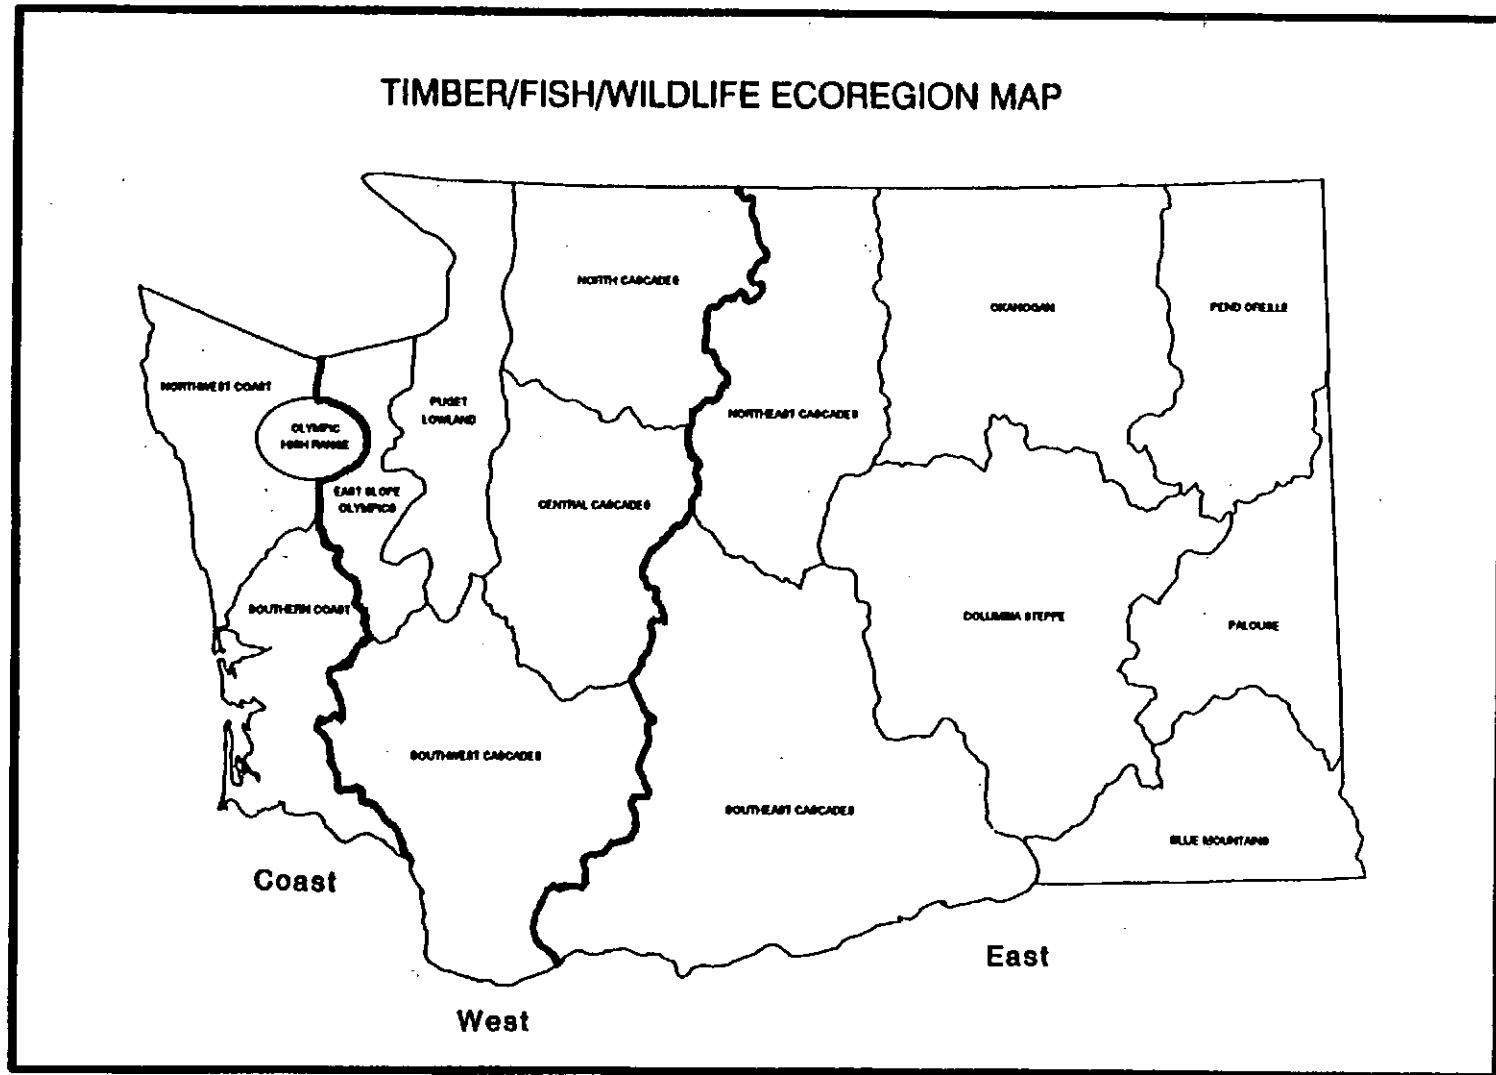 TIMBER/FISH/WILDLIFE ECOREGION MAP
NORTH CASCADES
OKANOGAN
PEND OREILLE
NORTHWEST COAST
PUGET
LOWLAND
NORTHEAST CASCADES
OLYMPIC
HIGH RANGE
EAST SLOPE
OLYMPICS
CENTRAL CASCADES
SOUTHERN COAST
COLUMBIA STEPPE
PALOUSE
SOUTHWEST CASCADES
SOUTHEAST CASCADES
BLUE MOUNTAINS
Coast
East
West